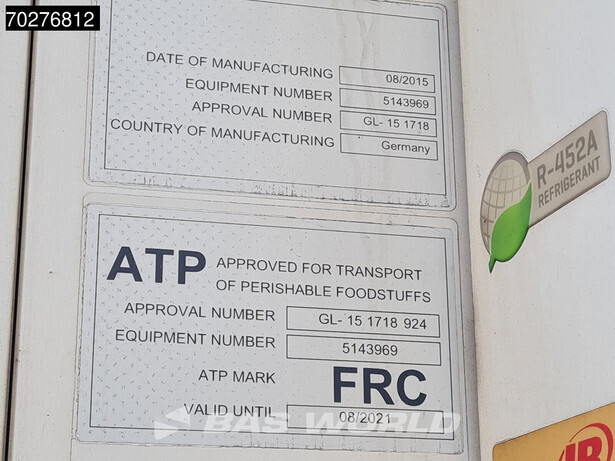 70276812
DATE OF MANUFACTURING 08/2015
EQUIPMENT NUMBER 5143969
APPROVAL NUMBER GL- 15 1718
COUNTRY OF MANUFACTURING Germany
R-452A
REFRIGERANT
ATP APPROVED FOR TRANSPORT
OF PERISHABLE FOODSTUFFS
APPROVAL NUMBER GL- 15 1718 924
EQUIPMENT NUMBER 5143969
ATP MARK FRC
VALID UNTIL 08/2021
BAS WORLD
IR